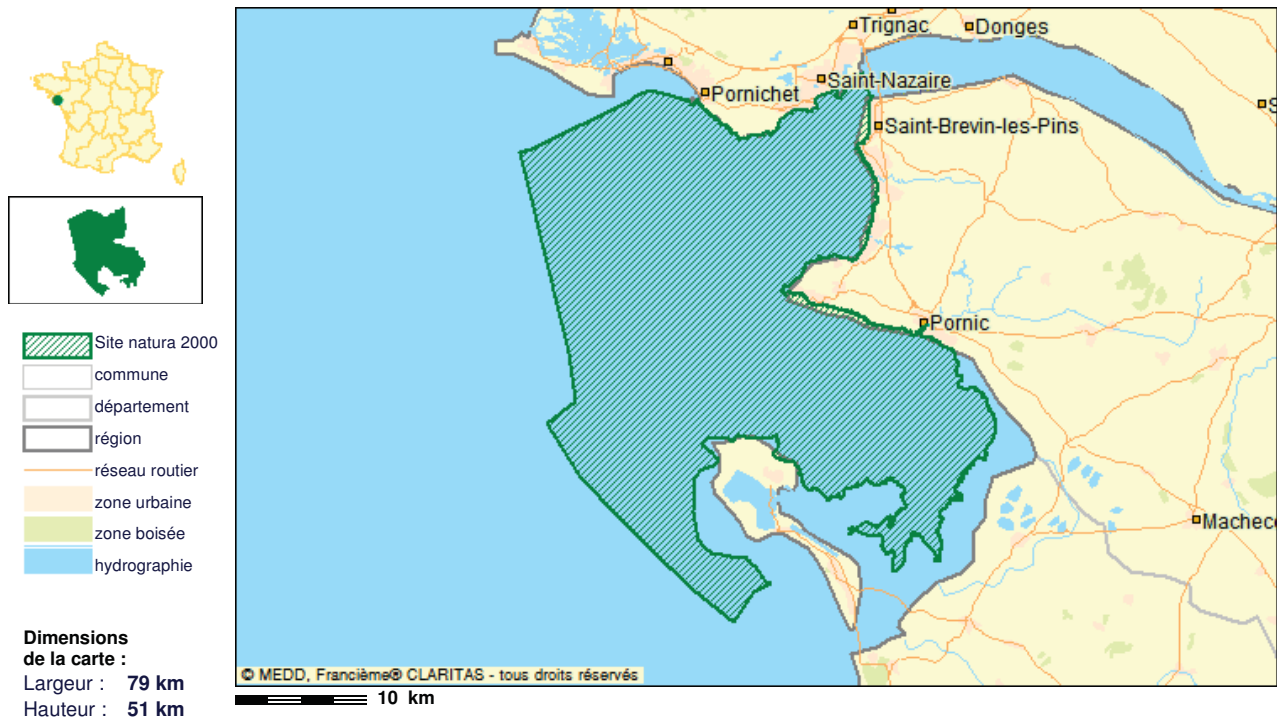 Trignac
Donges
Saint-Nazaire
Pornichet
Saint-Brevin-les-Pins
Pornic
Site natura 2000
commune
département
région
réseau routier
zone urbaine
zone boisée
hydrographie
Dimensions
de la carte :
Largeur : 79 km
Hauteur : 51 km
Machec
© MEDD, Francième® CLARITAS - tous droits réservés
10 km